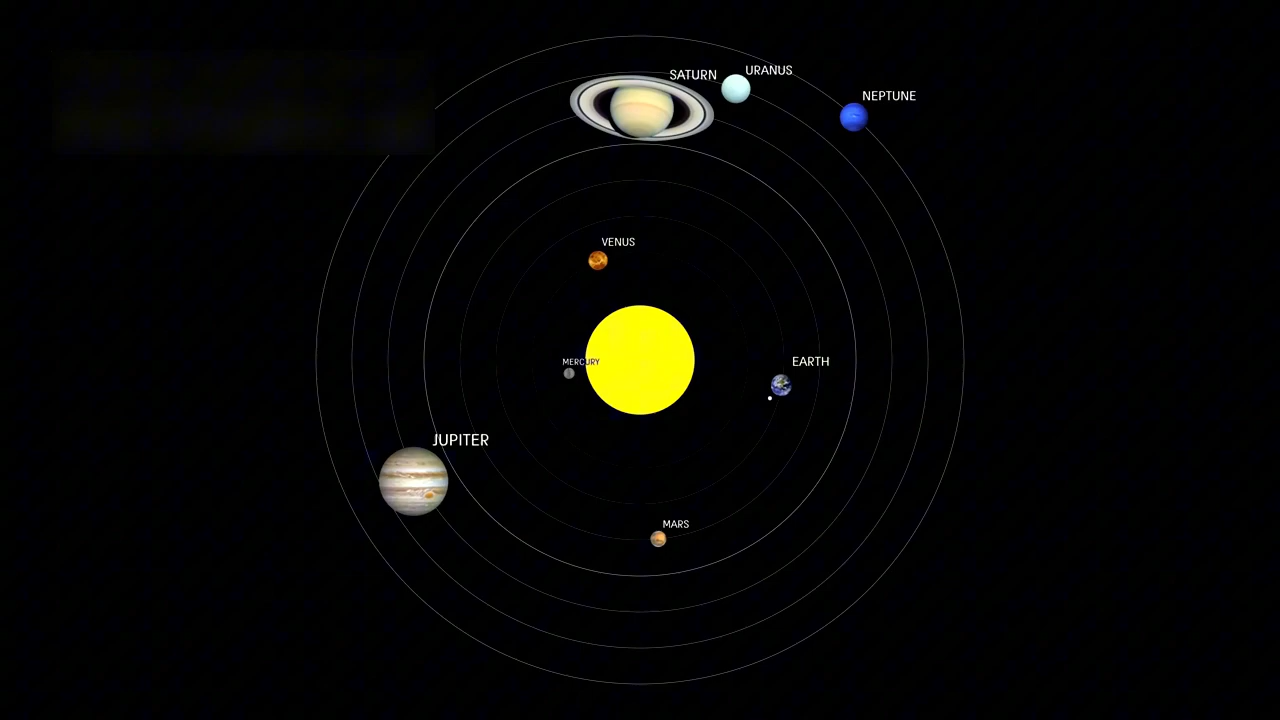 URANUS
SATURN
NEPTUNE
VENUS
MERCURY
EARTH
JUPITER
MARS